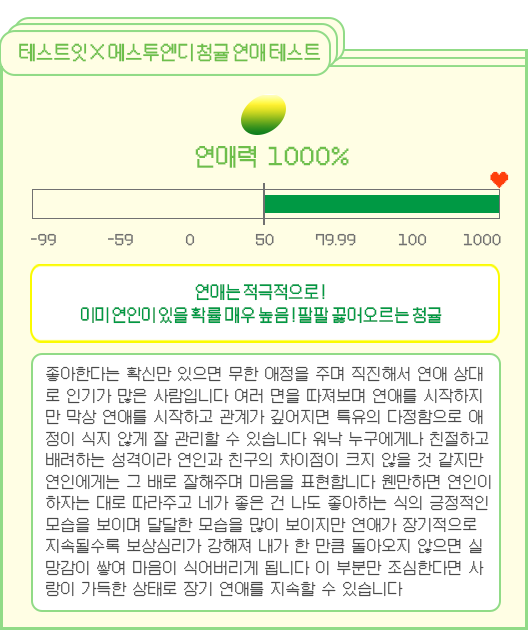 테스트잇×에스투엔디 청귤 연애 테스트
연애력 1000%
-99 -59 0 50 79.99 100 1000
연애는 적극적으로!
이미 연인이 있을 확률 매우 높음! 팔팔 끓어오르는 청귤
좋아한다는 확신만 있으면 무한 애정을 주며 직진해서 연애 상대
로 인기가 많은 사람입니다 여러 면을 따져보며 연애를 시작하지
만 막상 연애를 시작하고 관계가 깊어지면 특유의 다정함으로 애
정이 식지 않게 잘 관리할 수 있습니다 워낙 누구에게나 친절하고
배려하는 성격이라 연인과 친구의 차이점이 크지 않을 것 같지만
연인에게는 그 배로 잘해주며 마음을 표현합니다 웬만하면 연인이
하자는 대로 따라주고 네가 좋은 건 나도 좋아하는 식의 긍정적인
모습을 보이며 달달한 모습을 많이 보이지만 연애가 장기적으로
지속될수록 보상심리가 강해져 내가 한 만큼 돌아오지 않으면 실
망감이 쌓여 마음이 식어버리게 됩니다 이 부분만 조심한다면 사
랑이 가득한 상태로 장기 연애를 지속할 수 있습니다